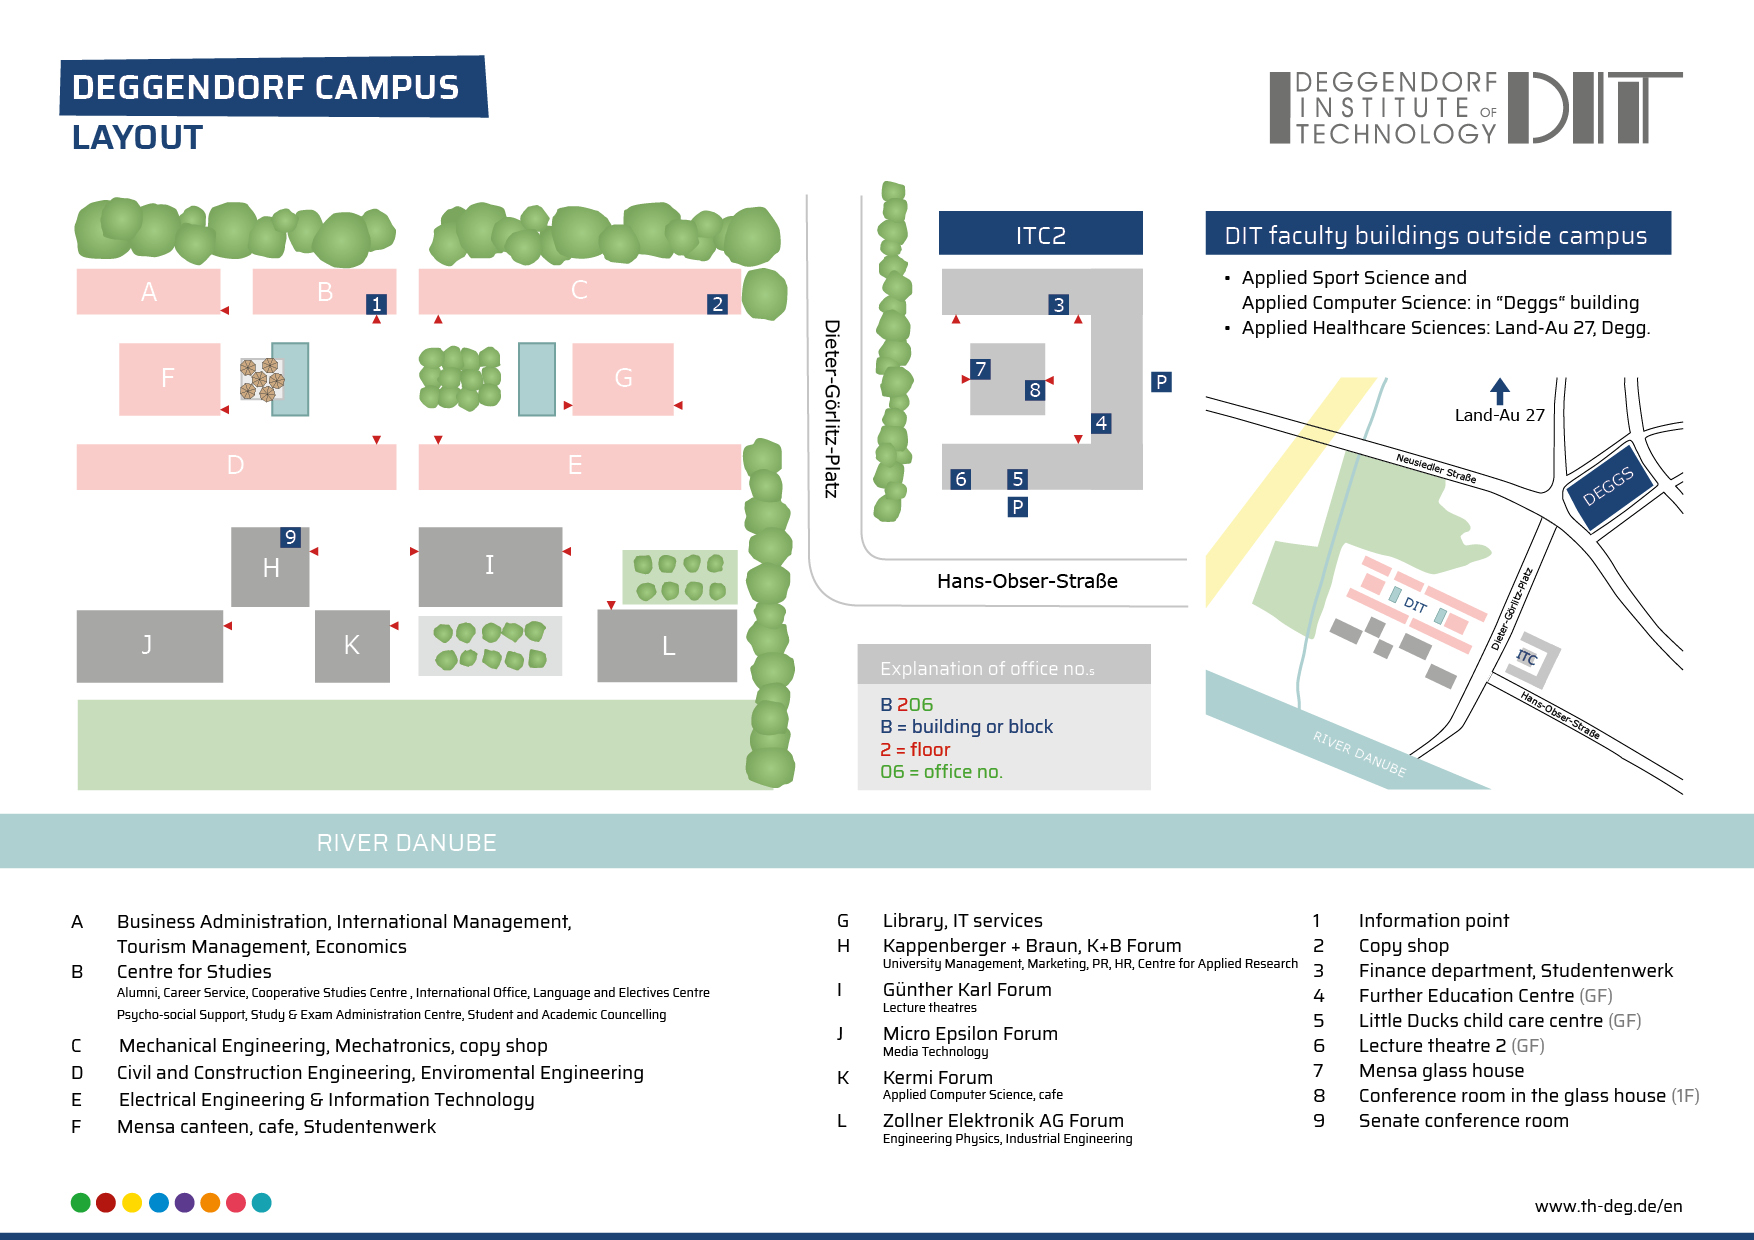 DEGGENDORF CAMPUS
LAYOUT
DEGGENDORF
INSTITUTE OF
TECHNOLOGY
DIT
A
B
1
C
2
F
G
D
E
9
H
I
J
K
L
Dieter-Görlitz-Platz
Hans-Obser-Straße
ITC2
3
7
8
4
6
5
P
P
DIT faculty buildings outside campus
• Applied Sport Science and
Applied Computer Science: in “Deggs“ building
• Applied Healthcare Sciences: Land-Au 27, Degg.
Land-Au 27
Neusiedler Straße
DEGGS
DIT
Dieter-Görlitz-Platz
ITC
Hans-Obser-Straße
RIVER DANUBE
Explanation of office no.s
B 206
B = building or block
2 = floor
06 = office no.
RIVER DANUBE
A Business Administration, International Management,
Tourism Management, Economics
B Centre for Studies
Alumni, Career Service, Cooperative Studies Centre , International Office, Language and Electives Centre
Psycho-social Support, Study & Exam Administration Centre, Student and Academic Councelling
C Mechanical Engineering, Mechatronics, copy shop
D Civil and Construction Engineering, Enviromental Engineering
E Electrical Engineering & Information Technology
F Mensa canteen, cafe, Studentenwerk
G Library, IT services
H Kappenberger + Braun, K+B Forum
University Management, Marketing, PR, HR, Centre for Applied Research
I Günther Karl Forum
Lecture theatres
J Micro Epsilon Forum
Media Technology
K Kermi Forum
Applied Computer Science, cafe
L Zollner Elektronik AG Forum
Engineering Physics, Industrial Engineering
1 Information point
2 Copy shop
3 Finance department, Studentenwerk
4 Further Education Centre (GF)
5 Little Ducks child care centre (GF)
6 Lecture theatre 2 (GF)
7 Mensa glass house
8 Conference room in the glass house (1F)
9 Senate conference room
www.th-deg.de/en